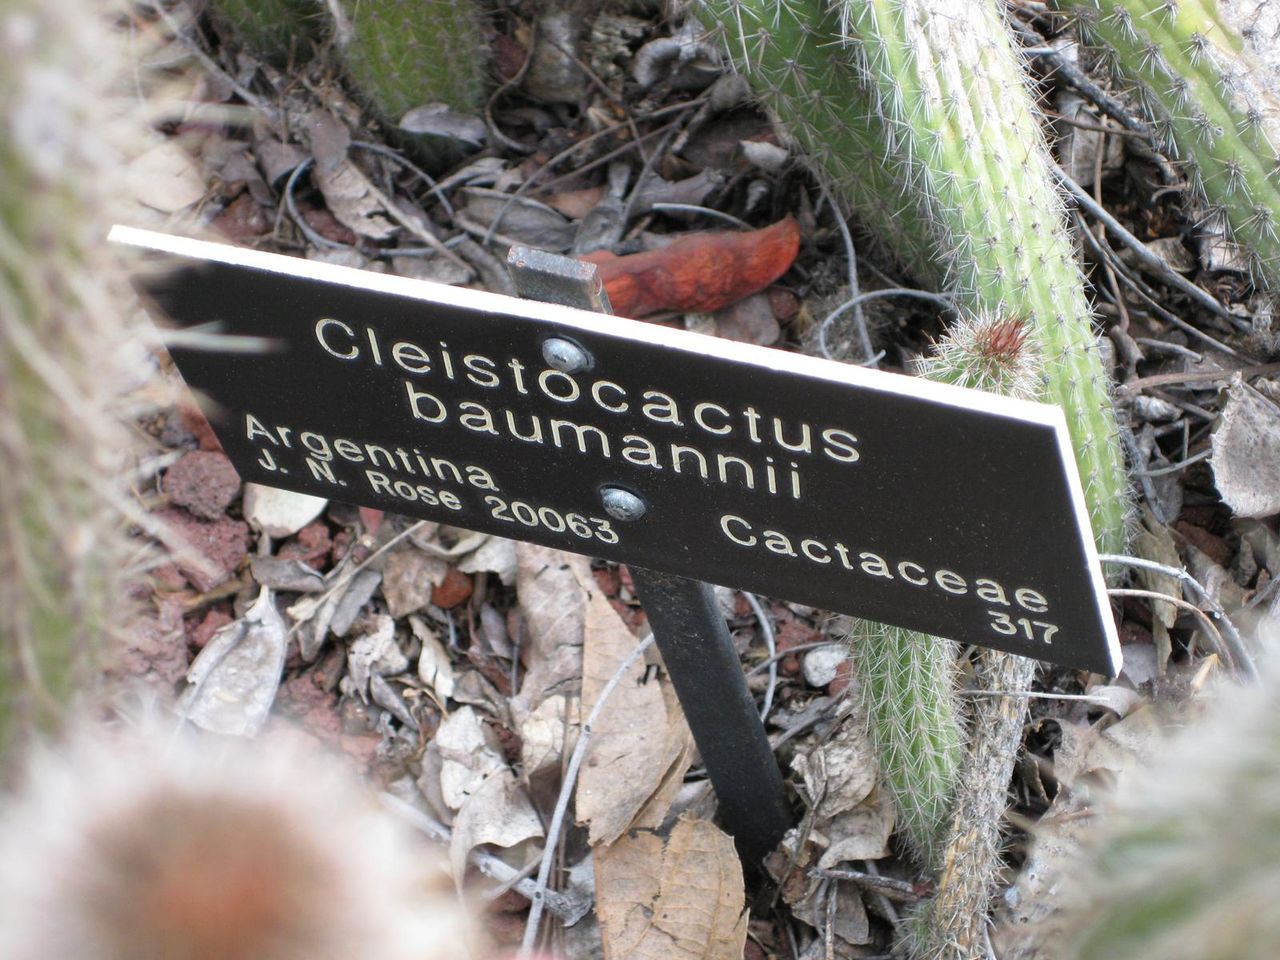 Cleistocactus
baumannii
Argentina
J. N. Rose 20063
Cactaceae
317